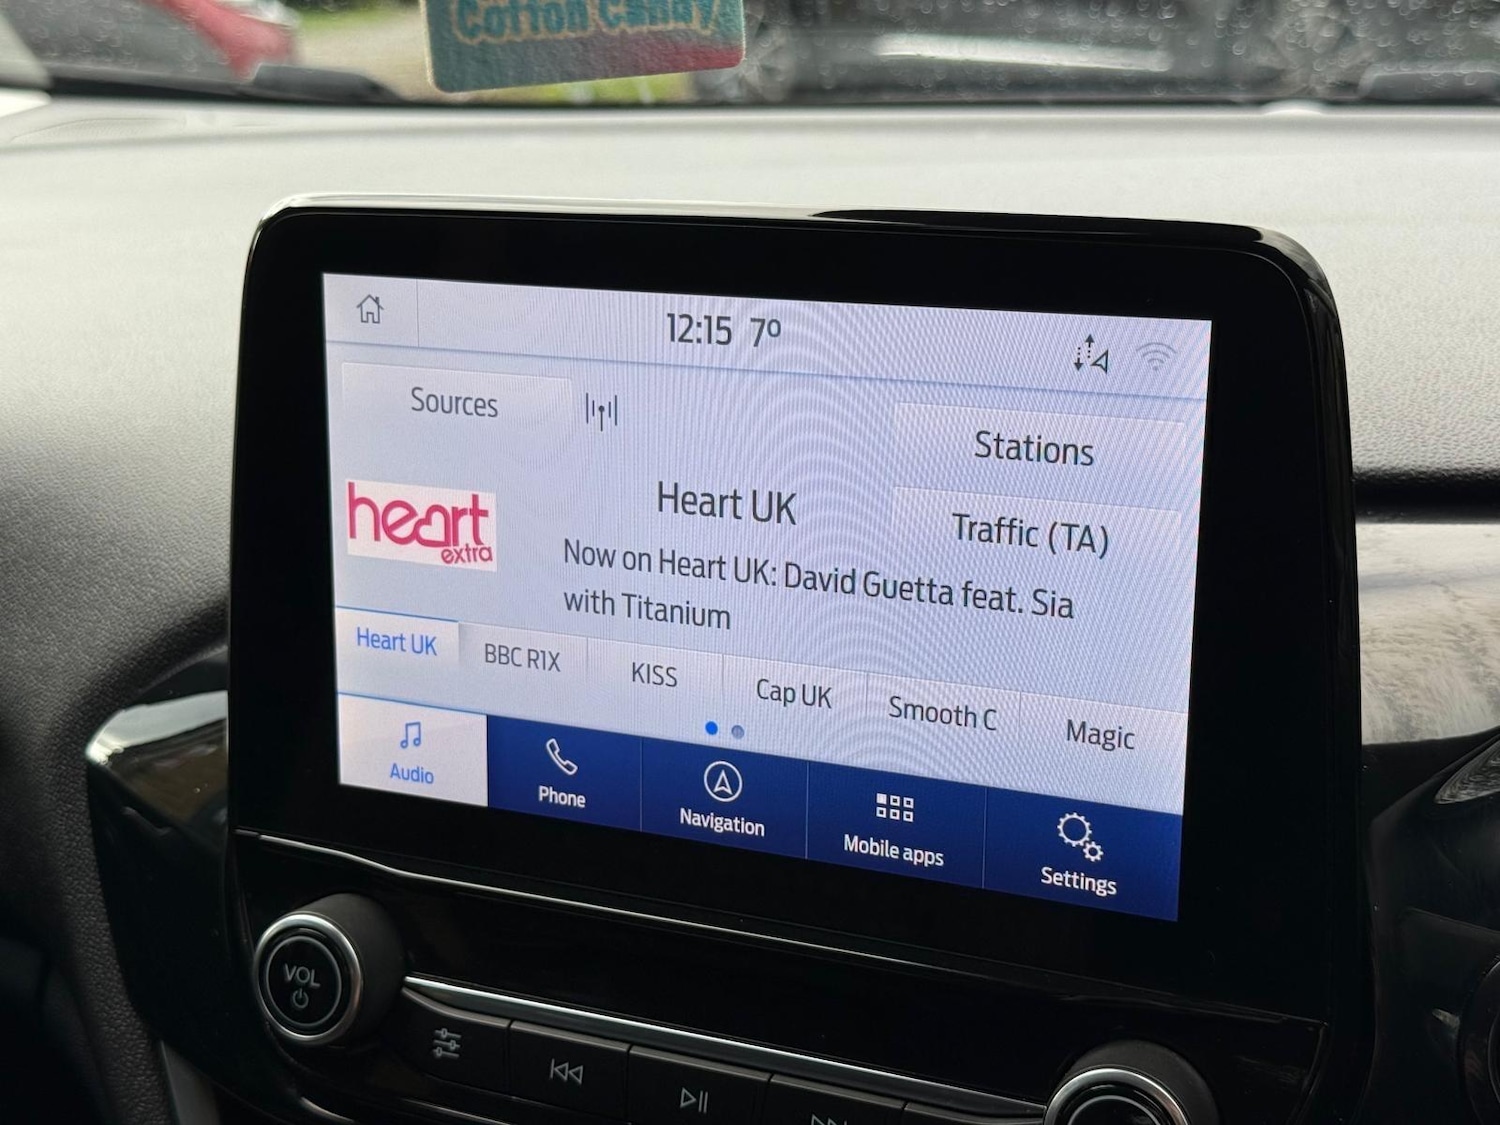 Cotton Candy
12:15 7°
Sources
Stations
heart
extra
Heart UK
Traffic (TA)
Now on Heart UK: David Guetta feat. Sia
with Titanium
Heart UK
BBC R1X
KISS
Cap UK
Smooth C
Magic
Audio
Phone
Navigation
Mobile apps
Settings
VOL